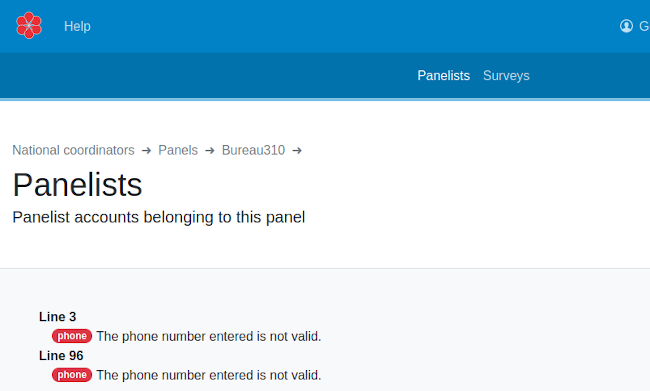 Help
G
Panelists Surveys
National coordinators ➔ Panels ➔ Bureau310 ➔
Panelists
Panelist accounts belonging to this panel
Line 3
phone The phone number entered is not valid.
Line 96
phone The phone number entered is not valid.